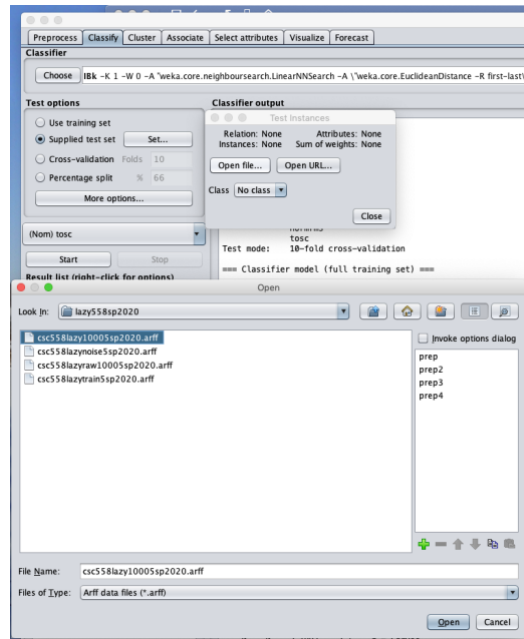 Preprocess Classify Cluster Associate Select attributes Visualize Forecast
Classifier
Choose IBk -K 1 -W 0 -A "weka.core.neighboursearch.LinearNNSearch -A \"weka.core.EuclideanDistance -R first-last\
Test options
Classifier output
Use training set
Supplied test set Set...
Cross-validation Folds 10
Percentage split % 66
More options...
(Nom) tosc
Start Stop
Result list (right-click for options)
Test Instances
Relation: None Attributes: None
Instances: None Sum of weights: None
Open file... Open URL...
Class No class
Close
tosc
Test mode: 10-fold cross-validation
=== Classifier model (full training set) ===
Open
Look In: lazy558sp2020
csc558lazy10005sp2020.arff
csc558lazynoise5sp2020.arff
csc558lazyraw10005sp2020.arff
csc558lazytrain5sp2020.arff
Invoke options dialog
prep
prep2
prep3
prep4
File Name: csc558lazy10005sp2020.arff
Files of Type: Arff data files (*.arff)
Open Cancel